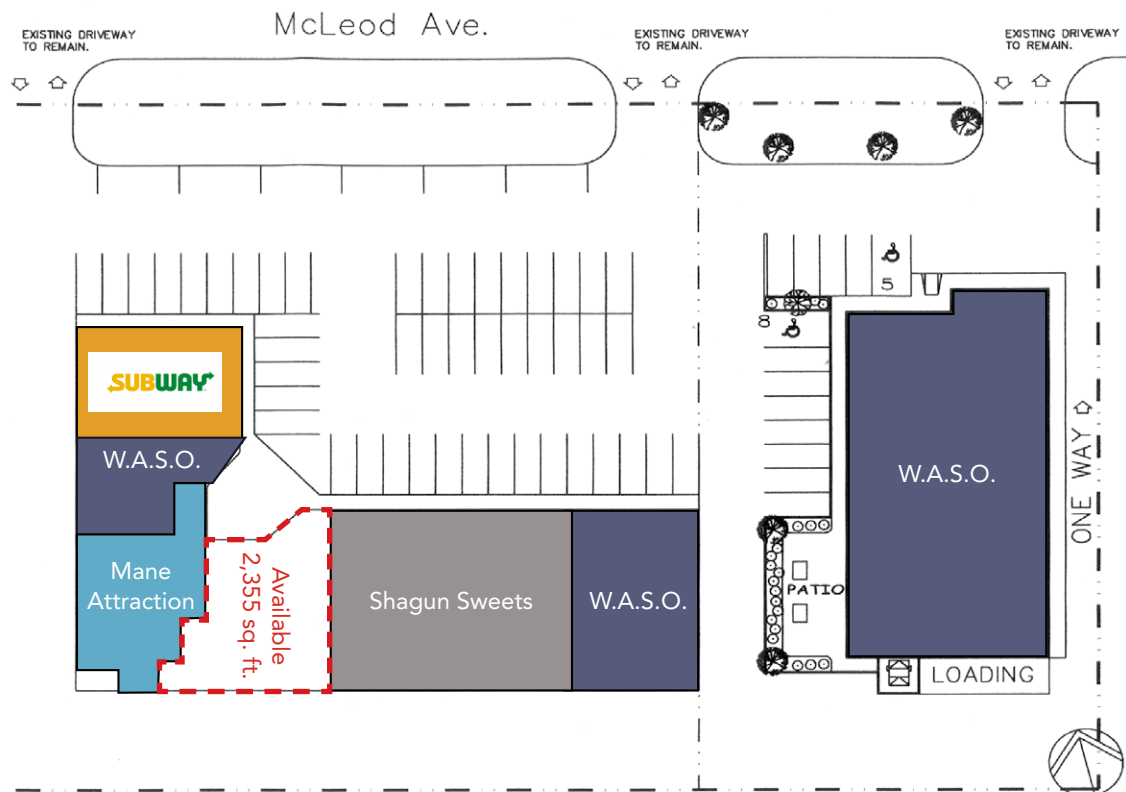 McLeod Ave.
EXISTING DRIVEWAY
TO REMAIN.
EXISTING DRIVEWAY
TO REMAIN.
EXISTING DRIVEWAY
TO REMAIN.
5
8
SUBWAY
W.A.S.O.
W.A.S.O.
ONE WAY
Mane
Attraction
Available
2,355 sq. ft.
Shagun Sweets
W.A.S.O.
PATIO
LOADING